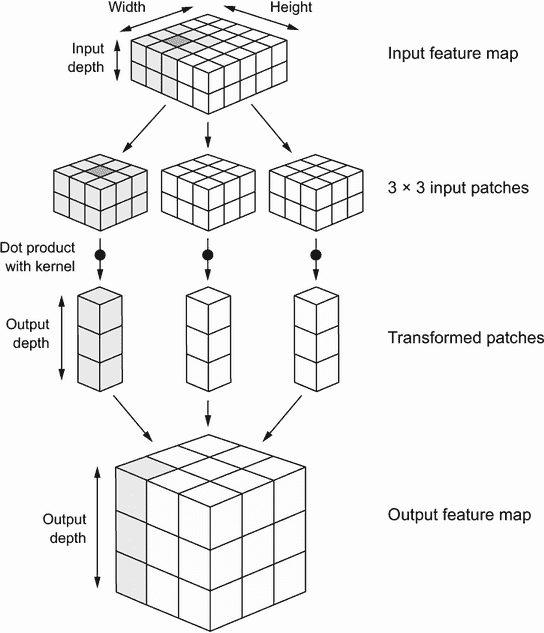 Width
Height
Input
depth
Input feature map
3 × 3 input patches
Dot product
with kernel
Output
depth
Transformed patches
Output
depth
Output feature map